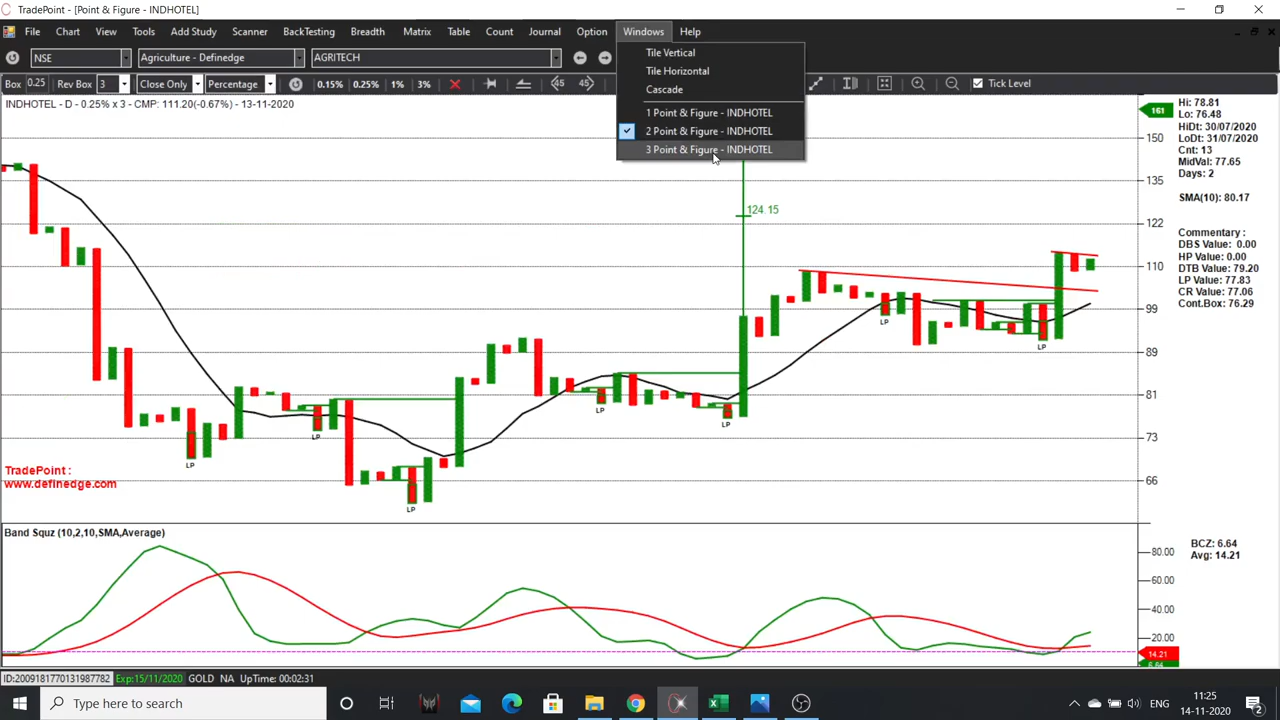 TradePoint - [Point & Figure - INDHOTEL]
File Chart View Tools Add Study Scanner BackTesting Breadth Matrix Table Count Journal Option Windows Help
NSE Agriculture - Definedge AGRITECH
Box 0.25 Rev Box 3 Close Only Percentage 0.15% 0.25% 1% 3% 45 45 Tick Level
Tile Vertical
Tile Horizontal
Cascade
1 Point & Figure - INDHOTEL
2 Point & Figure - INDHOTEL
3 Point & Figure - INDHOTEL
INDHOTEL - D - 0.25% x 3 - CMP: 111.20(-0.67%) - 13-11-2020
161
150
135
122
110
99
89
81
73
66
124.15
LP
LP
LP
LP
LP
LP
LP
Hi: 78.81
Lo: 76.48
HiDt: 30/07/2020
LoDt: 31/07/2020
Cnt: 13
MidVal: 77.65
Days: 2
SMA(10): 80.17
Commentary :
DBS Value: 0.00
HP Value: 0.00
DTB Value: 79.20
LP Value: 77.83
CR Value: 77.06
Cont.Box: 76.29
TradePoint :
www.definedge.com
Band Squz (10,2,10,SMA,Average)
80.00
60.00
40.00
20.00
14.21
6.64
BCZ: 6.64
Avg: 14.21
ID:2009181770131987782 Exp:15/11/2020 GOLD NA UpTime: 00:02:31
Type here to search
ENG
11:25
14-11-2020
2